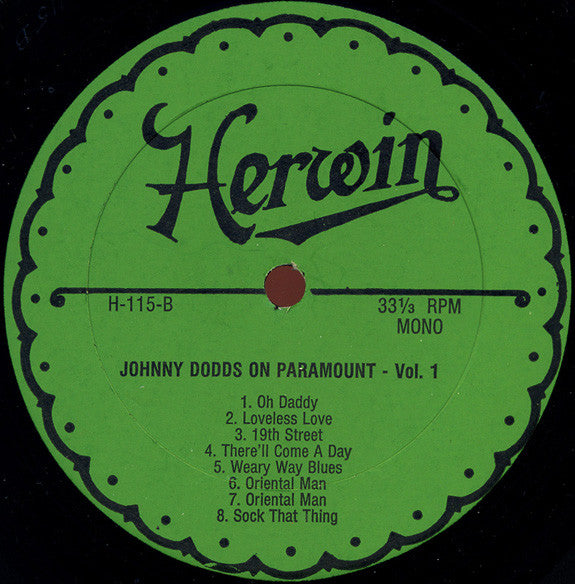 Herwin
H-115-B
33⅓ RPM
MONO
JOHNNY DODDS ON PARAMOUNT - Vol. 1
1. Oh Daddy
2. Loveless Love
3. 19th Street
4. There'll Come A Day
5. Weary Way Blues
6. Oriental Man
7. Oriental Man
8. Sock That Thing